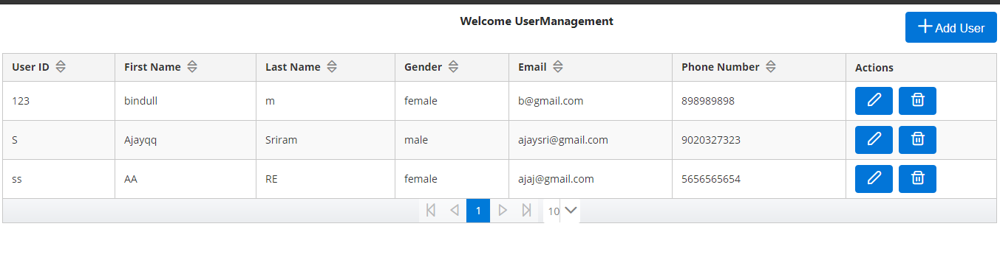 Welcome UserManagement
Add User
User ID First Name Last Name Gender Email Phone Number Actions
123 bindull m female b@gmail.com 898989898
S Ajayqq Sriram male ajaysri@gmail.com 9020327323
ss AA RE female ajaj@gmail.com 5656565654
1 10